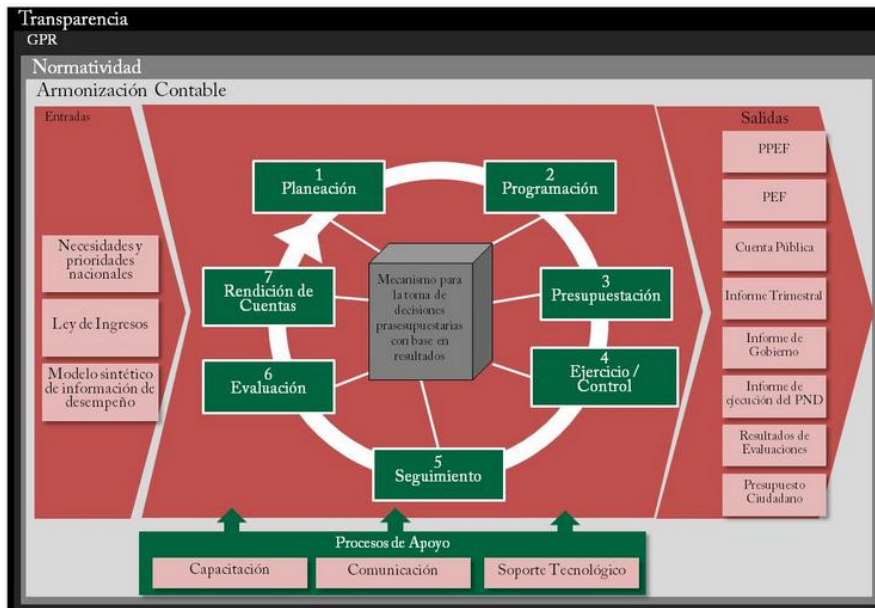 Transparencia
GPR
Normatividad
Armonización Contable
Entradas
Necesidades y
prioridades
nacionales
Ley de Ingresos
Modelo sintético
de información de
desempeño
1
Planeación
2
Programación
3
Presupuestación
4
Ejercicio /
Control
5
Seguimiento
6
Evaluación
7
Rendición de
Cuentas
Mecanismo para
la toma de
decisiones
prasesupuestarias
con base en
resultados
Salidas
PPEF
PEF
Cuenta Pública
Informe Trimestral
Informe de
Gobierno
Informe de
ejecución del PND
Resultados de
Evaluaciones
Presupuesto
Ciudadano
Procesos de Apoyo
Capacitación
Comunicación
Soporte Tecnológico